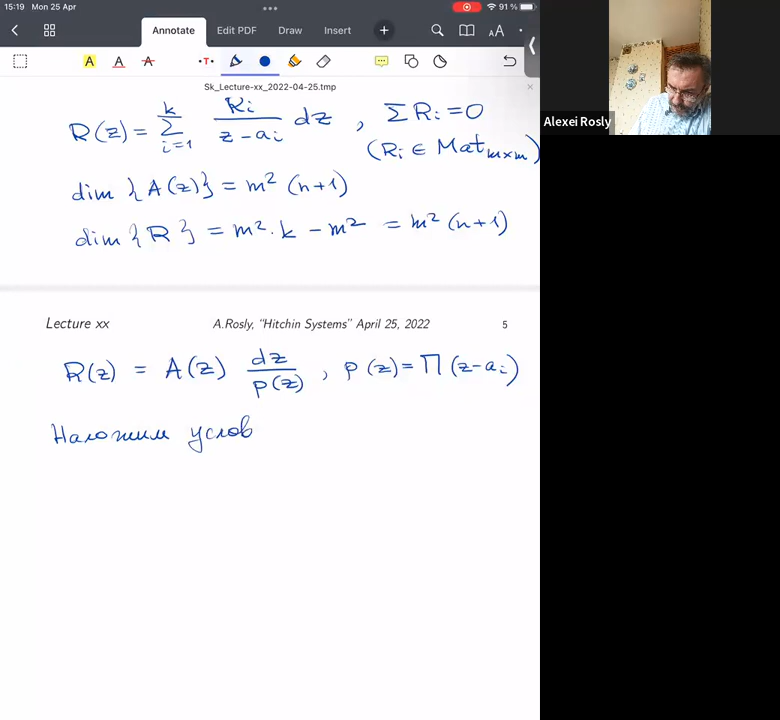 15:19 Mon 25 Apr 91 %
Annotate Edit PDF Draw Insert AA
A A A T
Sk_Lecture-xx_2022-04-25.tmp
R(z) = ∑_{i=1}^{k} R_i/(z-a_i) dz , ΣR_i=0
(R_i ∈ Mat_{m×m})
dim {A(z)} = m² (n+1)
dim {R} = m²·k - m² = m² (n+1)
Lecture xx A.Rosly, "Hitchin Systems" April 25, 2022 5
R(z) = A(z) dz/p(z) , p(z)=Π(z-a_i)
Наложим услов
Alexei Rosly